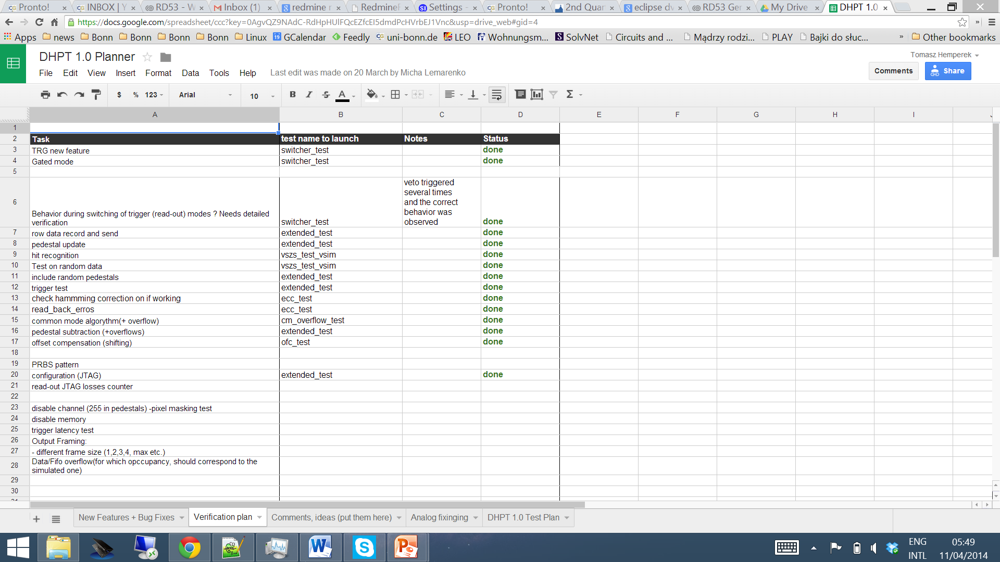 Pronto!
INBOX | Y
RD53 - W
Inbox (1)
redmine r
RedmineF
Settings -
Pronto!
2nd Quar
eclipse dv
RD53 Ger
My Drive
DHPT 1.0
https://docs.google.com/spreadsheet/ccc?key=0AgvQZ9NAdC-RdHpHUlFQcEZfcEI5dmdPcHVrbEJ1Vnc&usp=drive_web#gid=4
Apps news Bonn Bonn Bonn Bonn Linux GCalendar Feedly uni-bonn.de LEO Wohnungsm... SolvNet Circuits and ... Mądrzy rodzi... PLAY Bajki do słuc... » Other bookmarks
DHPT 1.0 Planner
Tomasz Hemperek
File Edit View Insert Format Data Tools Help Last edit was made on 20 March by Micha Lemarenko
Comments Share
$ % 123 Arial 10 B I S A Σ
A B C D E F G H I
1
2 Task test name to launch Notes Status
3 TRG new feature switcher_test done
4 Gated mode switcher_test done
5
veto triggered
several times
and the correct
behavior was
observed
6 Behavior during switching of trigger (read-out) modes ? Needs detailed
verification switcher_test done
7 row data record and send extended_test done
8 pedestal update extended_test done
9 hit recognition vszs_test_vsim done
10 Test on random data vszs_test_vsim done
11 include random pedestals extended_test done
12 trigger test extended_test done
13 check hammming correction on if working ecc_test done
14 read_back_erros ecc_test done
15 common mode algorythm(+ overflow) cm_overflow_test done
16 pedestal subtraction (+overflows) extended_test done
17 offset compensation (shifting) ofc_test done
18
19 PRBS pattern
20 configuration (JTAG) extended_test done
21 read-out JTAG losses counter
22
23 disable channel (255 in pedestals) -pixel masking test
24 disable memory
25 trigger latency test
26 Output Framing:
27 - different frame size (1,2,3,4, max etc.)
28 Data/Fifo overflow(for which opccupancy, should correspond to the
simulated one)
29
30
New Features + Bug Fixes Verification plan Comments, ideas (put them here) Analog fixinging DHPT 1.0 Test Plan
ENG 05:49
INTL 11/04/2014